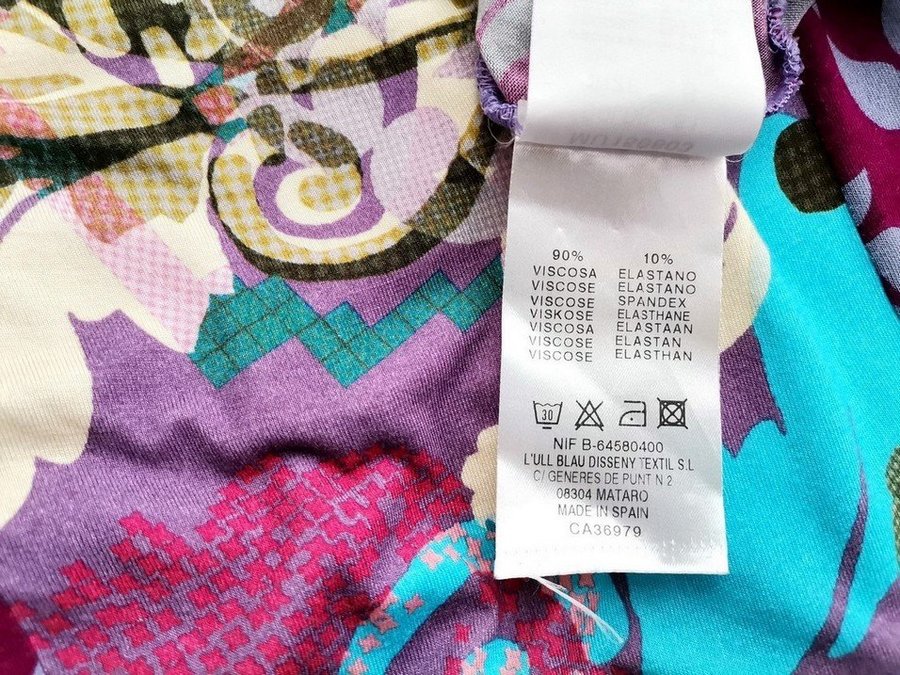 90% 10%
VISCOSA ELASTANO
VISCOSE ELASTANO
VISCOSE SPANDEX
VISKOSE ELASTHANE
VISCOSA ELASTAAN
VISCOSE ELASTAN
VISCOSE ELASTHAN
30
NIF B-64580400
L'ULL BLAU DISSENY TEXTIL S.L
C/ GENERES DE PUNT N 2
08304 MATARO
MADE IN SPAIN
CA36979